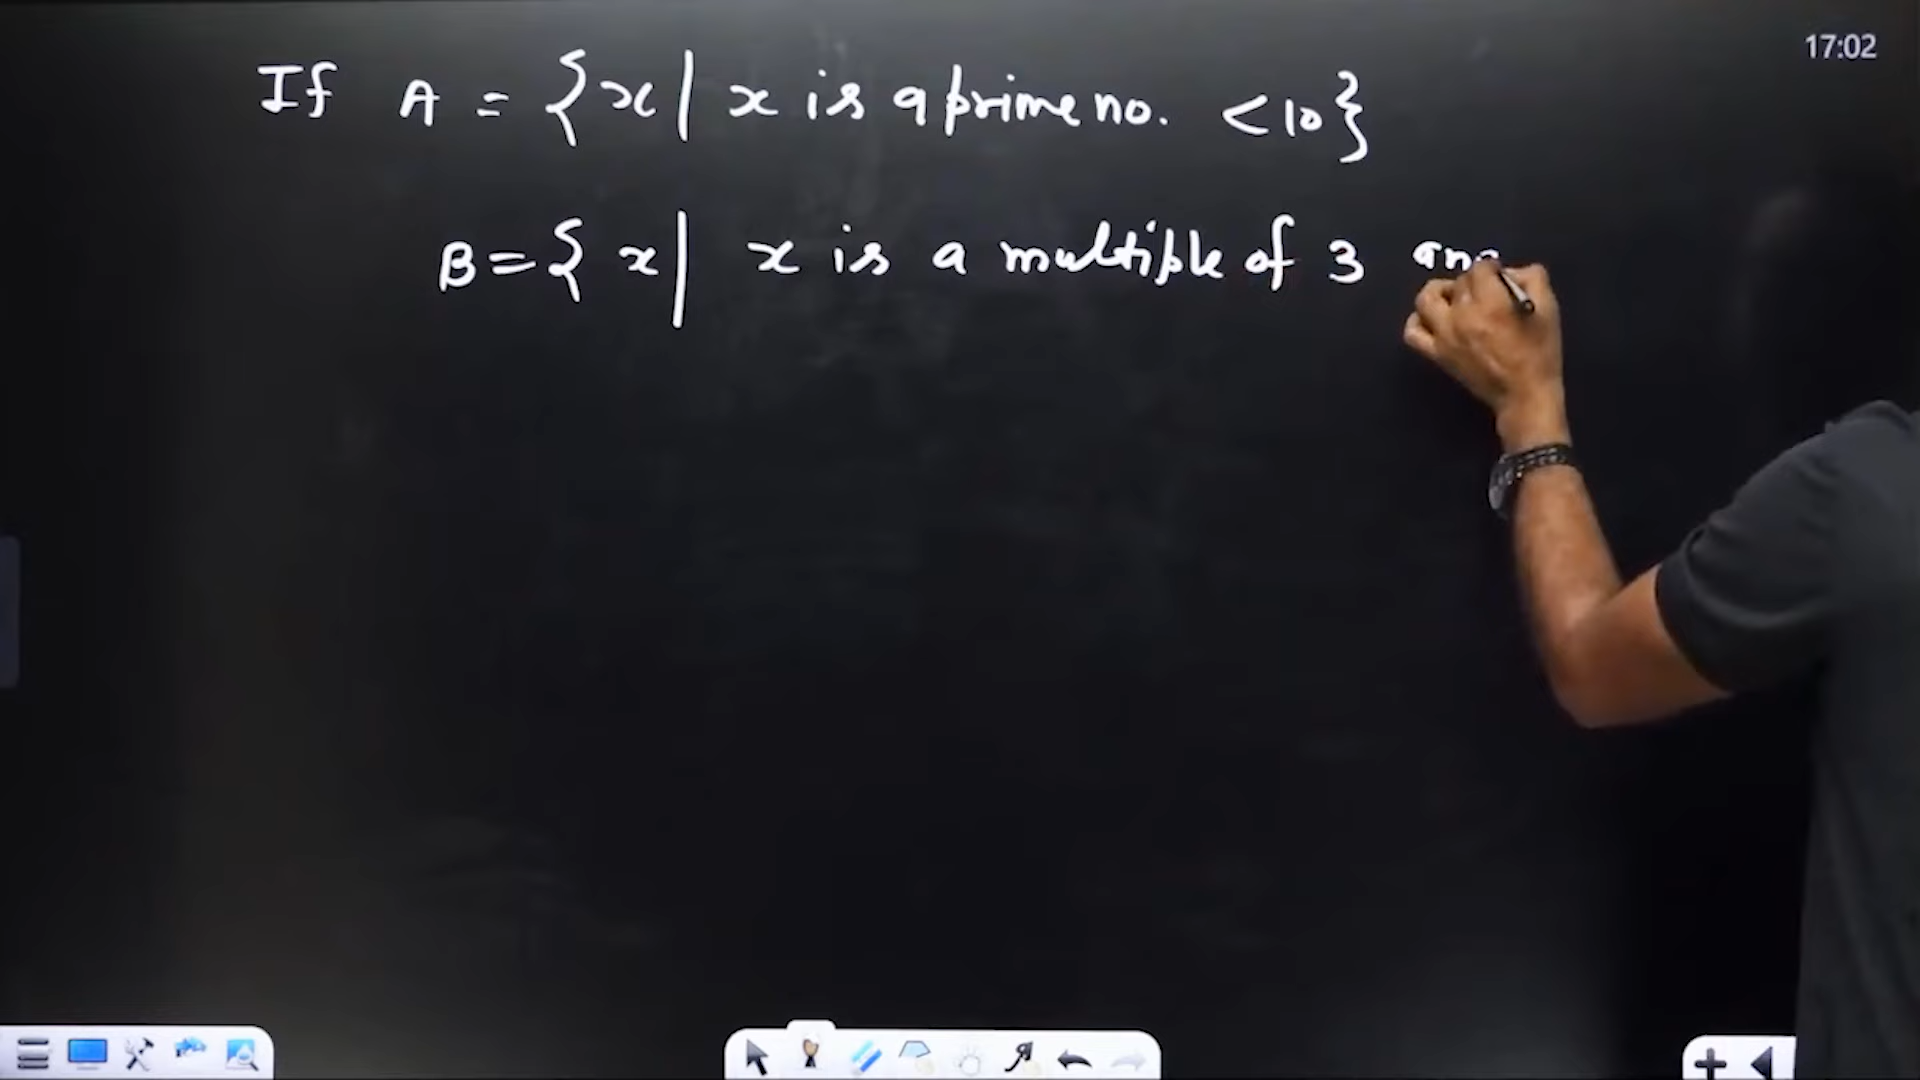 17:02
If A = {x | x is a prime no. <10}
B = { x | x is a multiple of 3